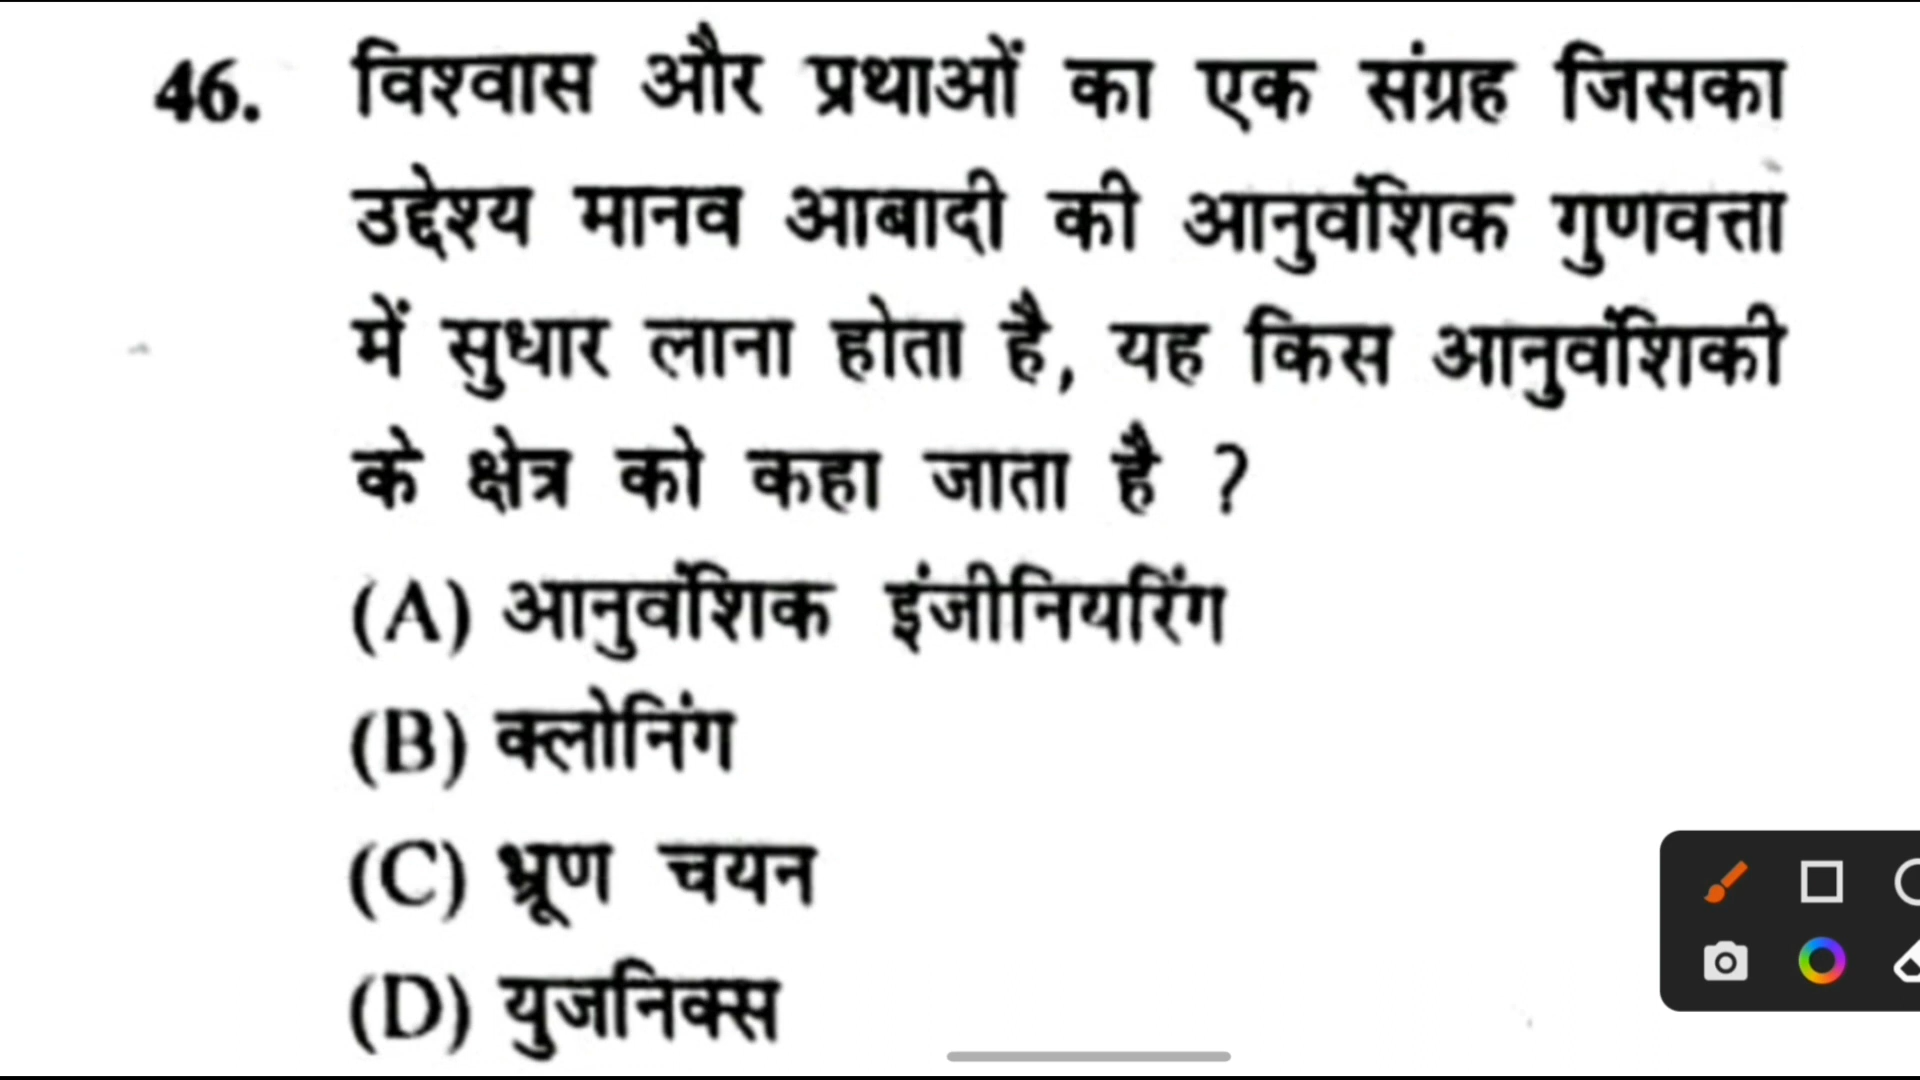 46. विश्वास और प्रथाओं का एक संग्रह जिसका
उद्देश्य मानव आबादी की आनुवंशिक गुणवत्ता
में सुधार लाना होता है, यह किस आनुवंशिकी
के क्षेत्र को कहा जाता है ?
(A) आनुवंशिक इंजीनियरिंग
(B) क्लोनिंग
(C) भ्रूण चयन
(D) युजनिक्स